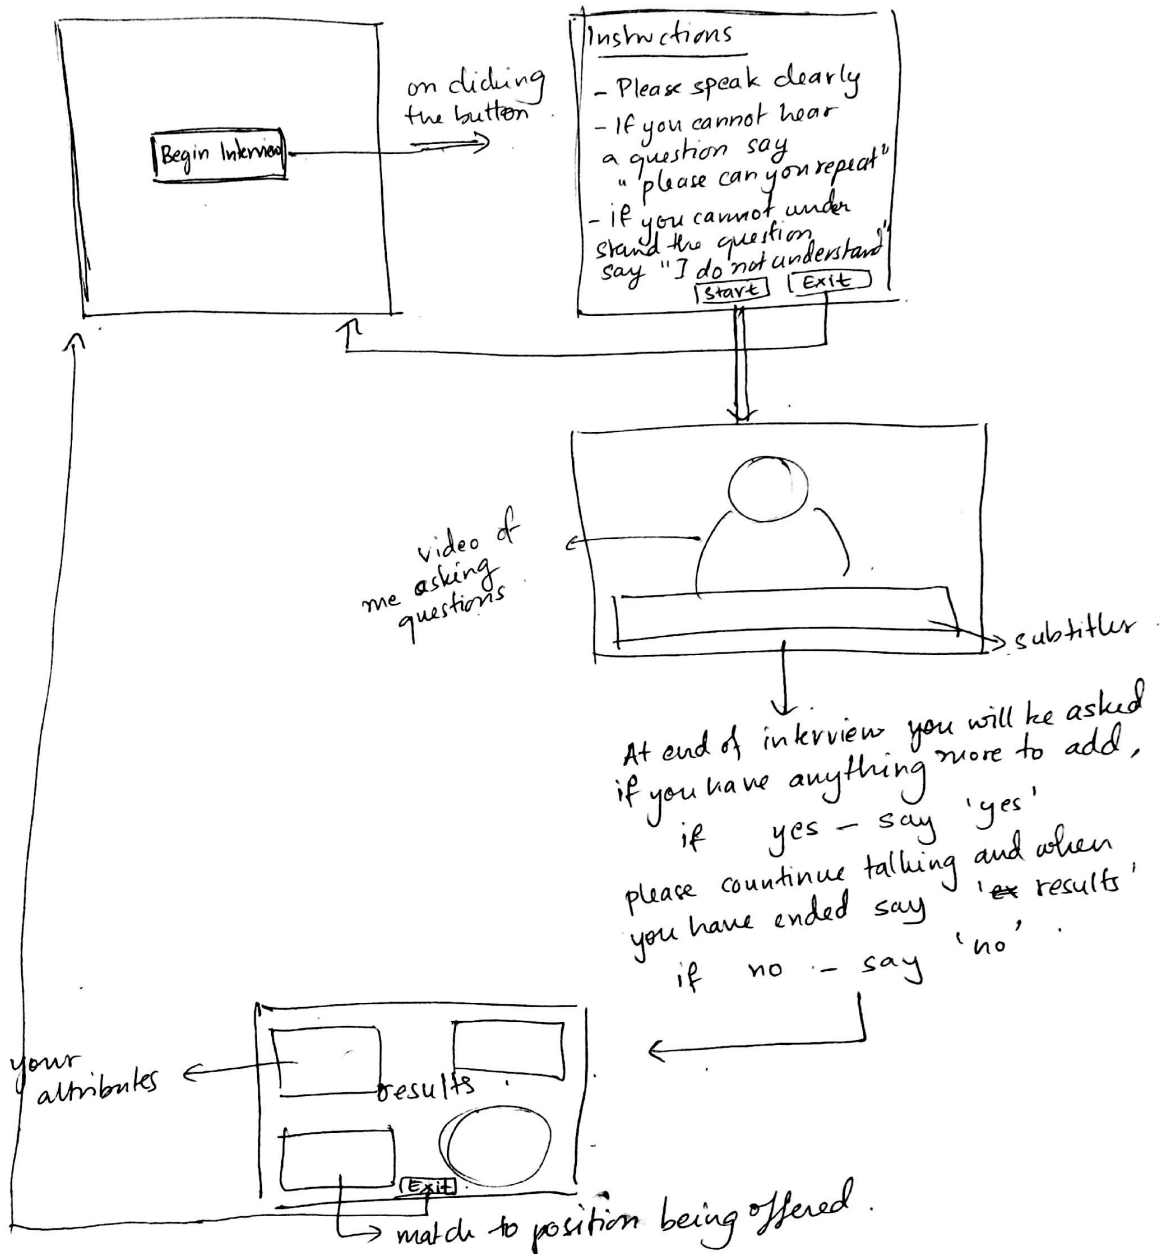 Begin Interview
on clicking
the button
Instructions
- Please speak clearly
- If you cannot hear
a question say
" please can you repeat"
- if you cannot under
stand the question
say "I do not understand"
Start
Exit
video of
me asking
questions
subtitles
At end of interview you will be asked
if you have anything more to add,
if yes - say 'yes'
please countinue talking and when
you have ended say 'ex results'
if no - say 'no'.
your
attributes
results
Exit
match to position being offered.